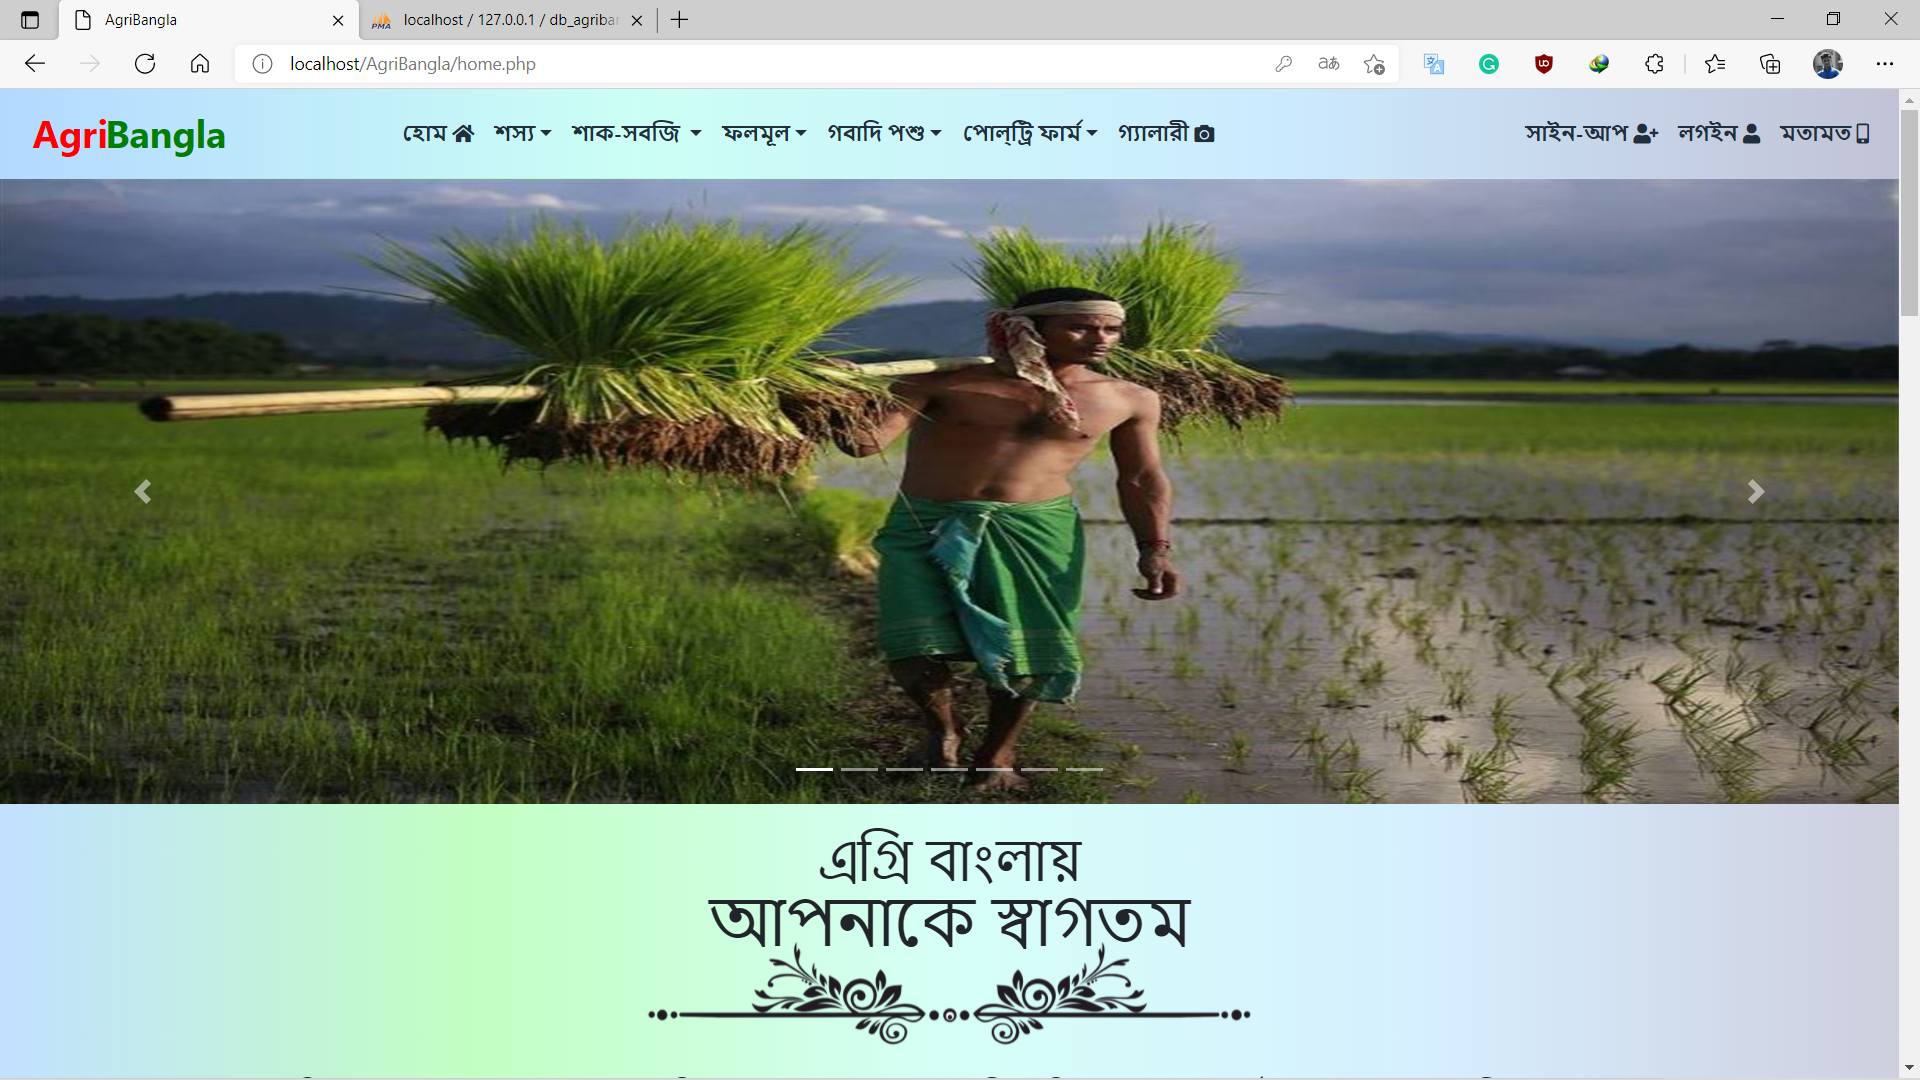 AgriBangla
localhost / 127.0.0.1 / db_agriba
localhost/AgriBangla/home.php
AgriBangla
হোম শস্য শাক-সবজি ফলমূল গবাদি পশু পোল্ট্রি ফার্ম গ্যালারী
সাইন-আপ লগইন মতামত
এগ্রি বাংলায়
আপনাকে স্বাগতম